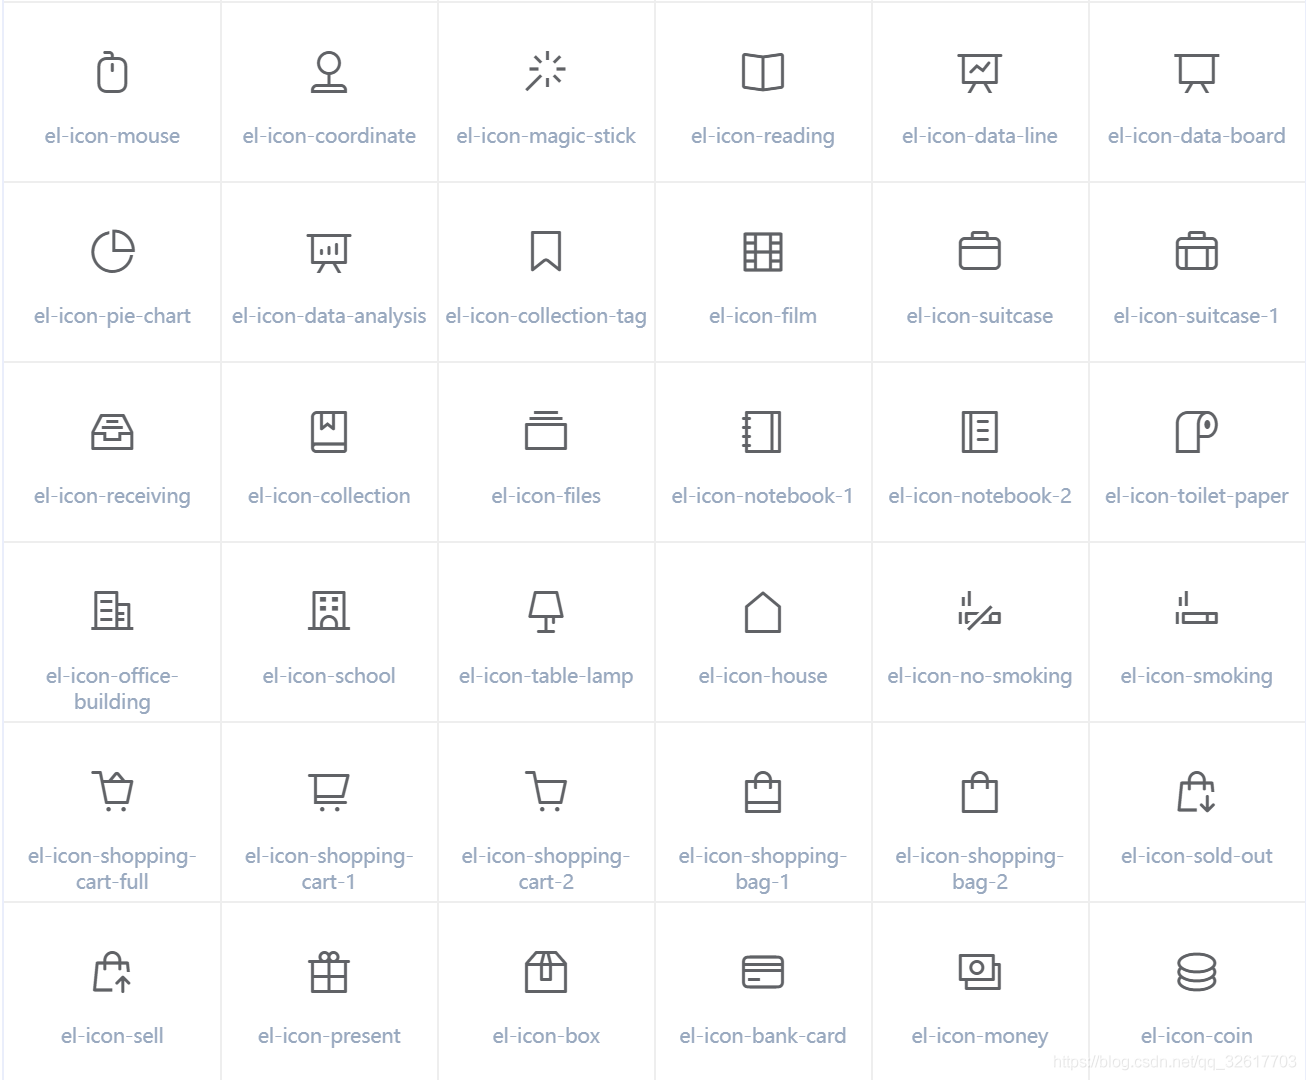 el-icon-mouse
el-icon-coordinate
el-icon-magic-stick
el-icon-reading
el-icon-data-line
el-icon-data-board
el-icon-pie-chart
el-icon-data-analysis
el-icon-collection-tag
el-icon-film
el-icon-suitcase
el-icon-suitcase-1
el-icon-receiving
el-icon-collection
el-icon-files
el-icon-notebook-1
el-icon-notebook-2
el-icon-toilet-paper
el-icon-office-
building
el-icon-school
el-icon-table-lamp
el-icon-house
el-icon-no-smoking
el-icon-smoking
el-icon-shopping-
cart-full
el-icon-shopping-
cart-1
el-icon-shopping-
cart-2
el-icon-shopping-
bag-1
el-icon-shopping-
bag-2
el-icon-sold-out
el-icon-sell
el-icon-present
el-icon-box
el-icon-bank-card
el-icon-money
el-icon-coin
https://blog.csdn.net/qq_32617703